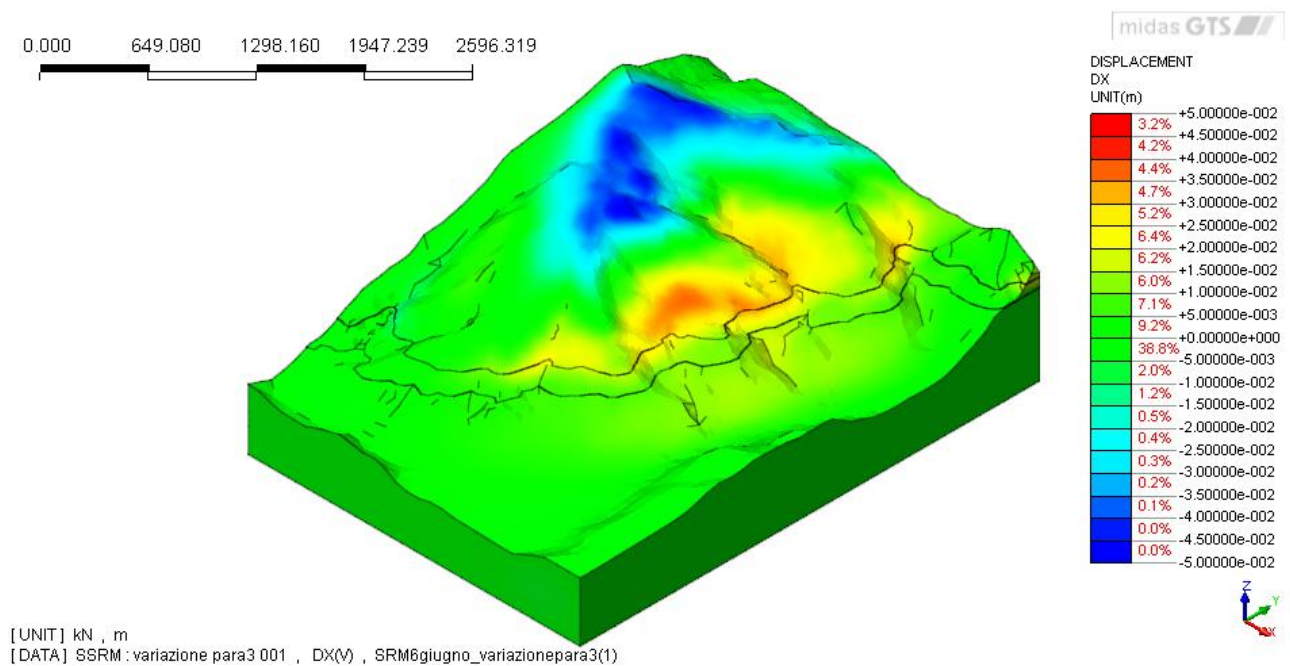 midas GTS
0.000 649.080 1298.160 1947.239 2596.319
DISPLACEMENT
DX
UNIT(m)
+5.00000e-002
3.2%
+4.50000e-002
4.2%
+4.00000e-002
4.4%
+3.50000e-002
4.7%
+3.00000e-002
5.2%
+2.50000e-002
6.4%
+2.00000e-002
6.2%
+1.50000e-002
6.0%
+1.00000e-002
7.1%
+5.00000e-003
9.2%
+0.00000e+000
38.8%
-5.00000e-003
2.0%
-1.00000e-002
1.2%
-1.50000e-002
0.5%
-2.00000e-002
0.4%
-2.50000e-002
0.3%
-3.00000e-002
0.2%
-3.50000e-002
0.1%
-4.00000e-002
0.0%
-4.50000e-002
0.0%
-5.00000e-002
Z
Y
X
[UNIT] kN , m
[DATA] SSRM : variazione para3 001 , DX(V) , SRM6giugno_variazionepara3(1)